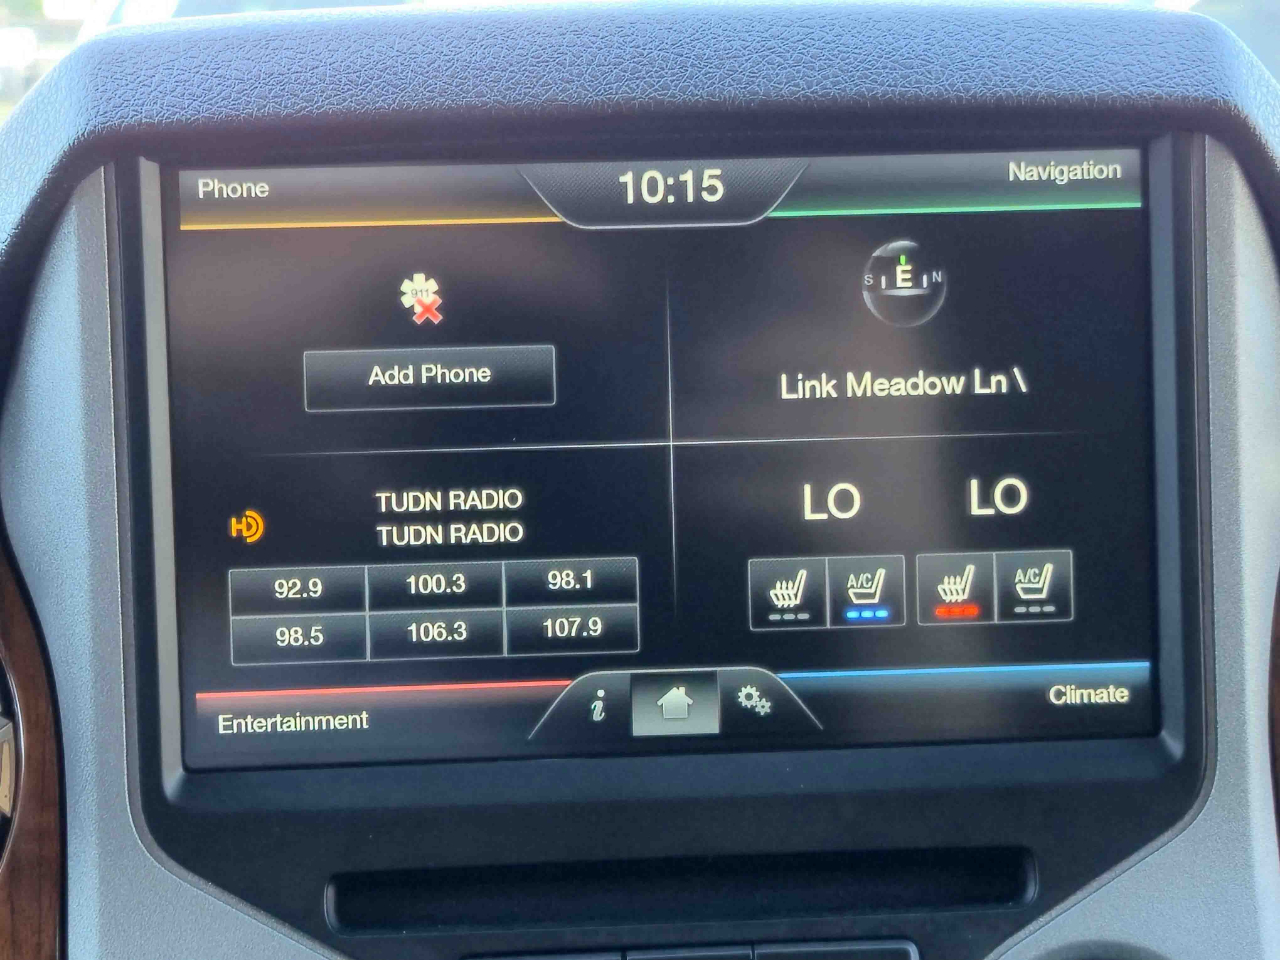 Phone
10:15
Navigation
911
S E N
Add Phone
Link Meadow Ln \
TUDN RADIO
TUDN RADIO
HD
92.9 100.3 98.1
98.5 106.3 107.9
LO LO
A/C A/C
Entertainment
i
Climate